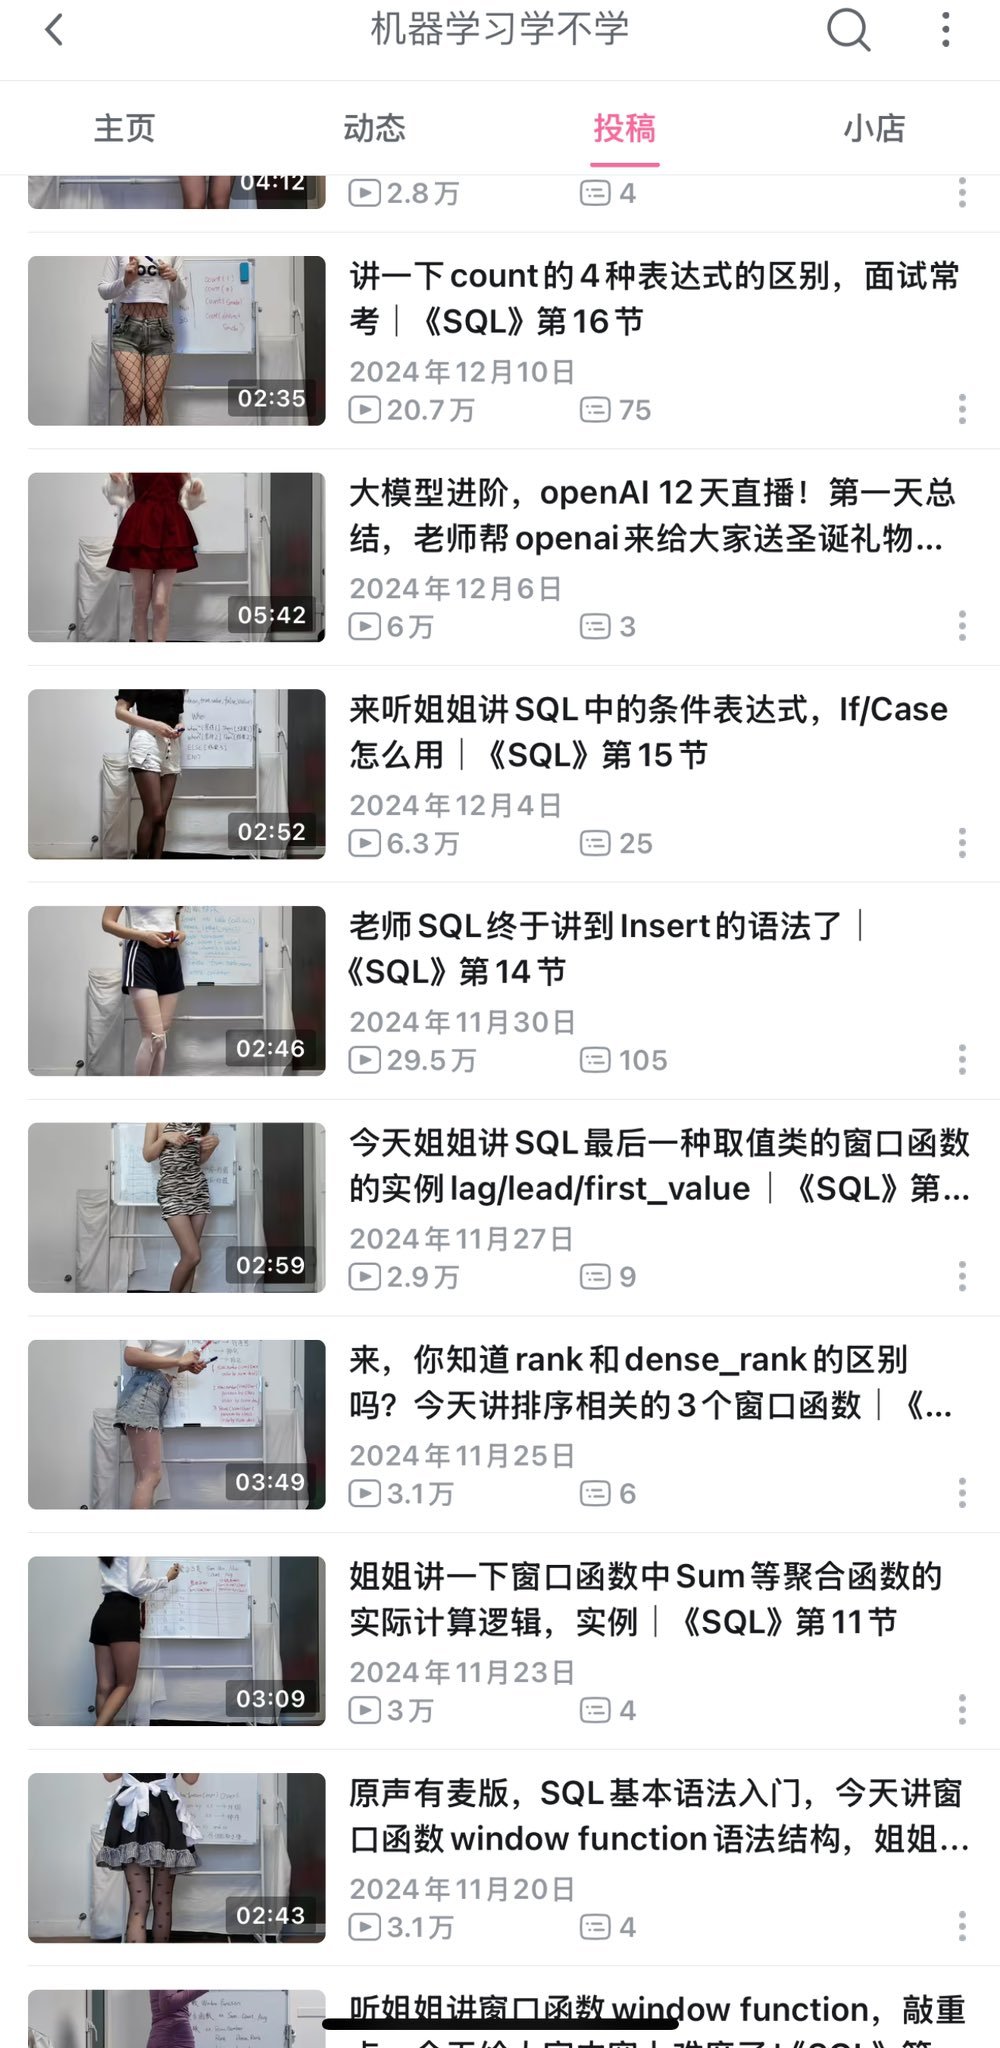 机器学习学不学
主页
动态
投稿
小店
04:12
2.8万
4
讲一下count的4种表达式的区别，面试常
考｜《SQL》第16节
2024年12月10日
02:35
20.7万
75
大模型进阶，openAI 12天直播！第一天总
结，老师帮openai来给大家送圣诞礼物...
2024年12月6日
05:42
6万
3
来听姐姐讲SQL中的条件表达式，If/Case
怎么用｜《SQL》第15节
2024年12月4日
02:52
6.3万
25
老师SQL终于讲到Insert的语法了｜
《SQL》第14节
2024年11月30日
02:46
29.5万
105
今天姐姐讲SQL最后一种取值类的窗口函数
的实例lag/lead/first_value｜《SQL》第...
2024年11月27日
02:59
2.9万
9
来，你知道rank和dense_rank的区别
吗？今天讲排序相关的3个窗口函数｜《...
2024年11月25日
03:49
3.1万
6
姐姐讲一下窗口函数中Sum等聚合函数的
实际计算逻辑，实例｜《SQL》第11节
2024年11月23日
03:09
3万
4
原声有麦版，SQL基本语法入门，今天讲窗
口函数window function语法结构，姐姐...
2024年11月20日
02:43
3.1万
4
听姐姐讲窗口函数window function，敲重